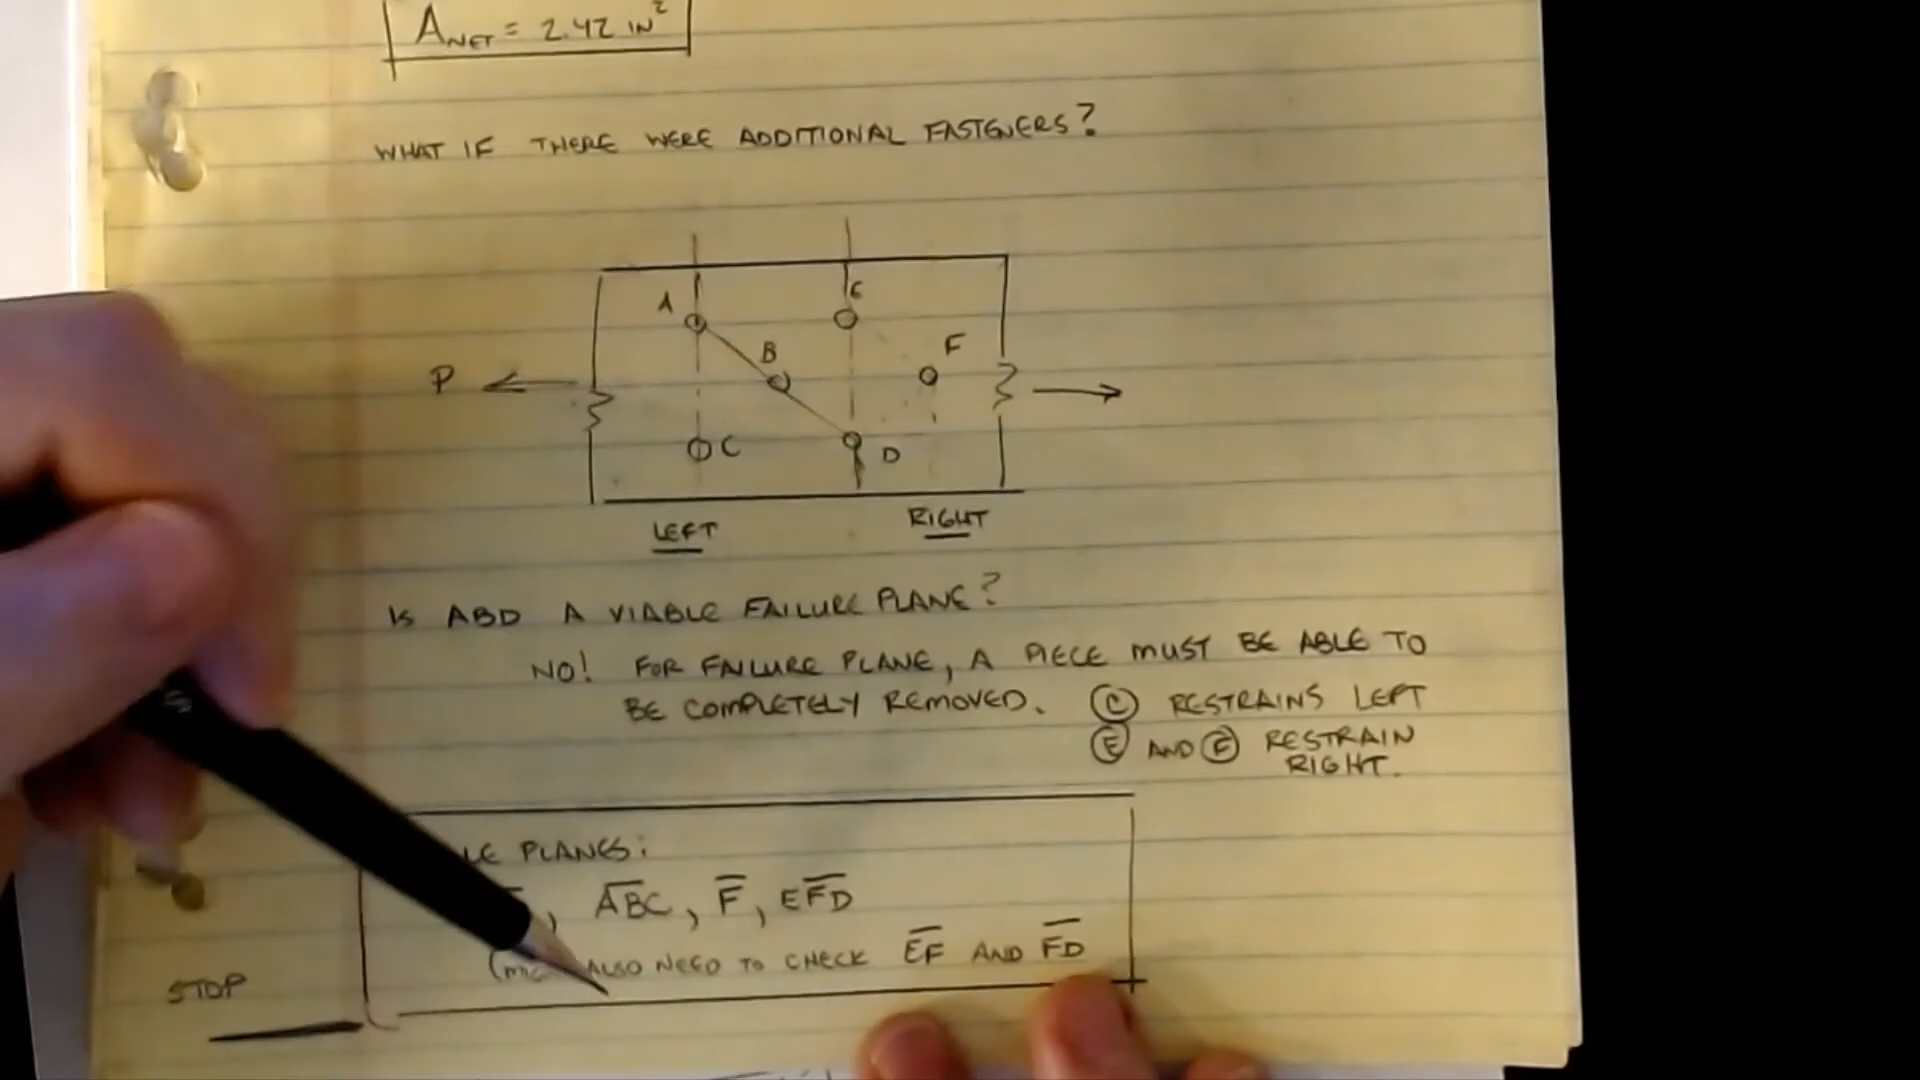 ANET = 2.42 IN²
WHAT IF THERE WERE ADDITIONAL FASTENERS?
A E
B F
P
C D
LEFT RIGHT
IS ABD A VIABLE FAILURE PLANE?
NO! FOR FAILURE PLANE, A PIECE MUST BE ABLE TO
BE COMPLETELY REMOVED. Ⓒ RESTRAINS LEFT
Ⓔ AND Ⓕ RESTRAIN
RIGHT.
PLANES:
, ABC, F, EFD
ALSO NEED TO CHECK EF AND FD
STOP